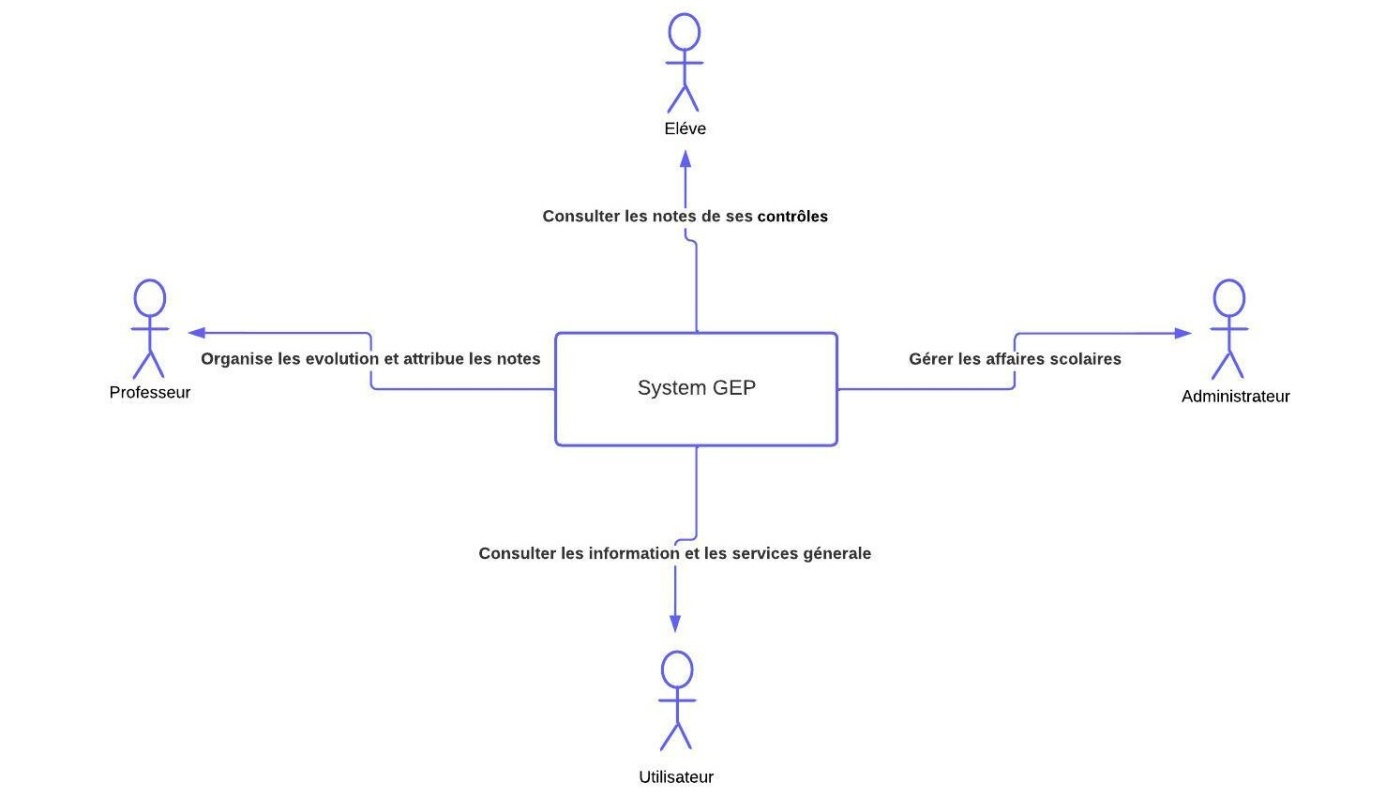 Eléve
Consulter les notes de ses contrôles
Organise les evolution et attribue les notes
Gérer les affaires scolaires
Professeur
System GEP
Administrateur
Consulter les information et les services génerale
Utilisateur